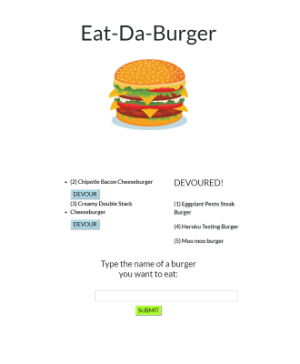 Eat-Da-Burger
(2) Chipotle Bacon Cheeseburger
DEVOUR
(3) Creamy Double Stack
Cheeseburger
DEVOUR
DEVOURED!
(1) Eggplant Pesto Steak
Burger
(4) Heroku Testing Burger
(5) Moo moo burger
Type the name of a burger
you want to eat:
SUBMIT